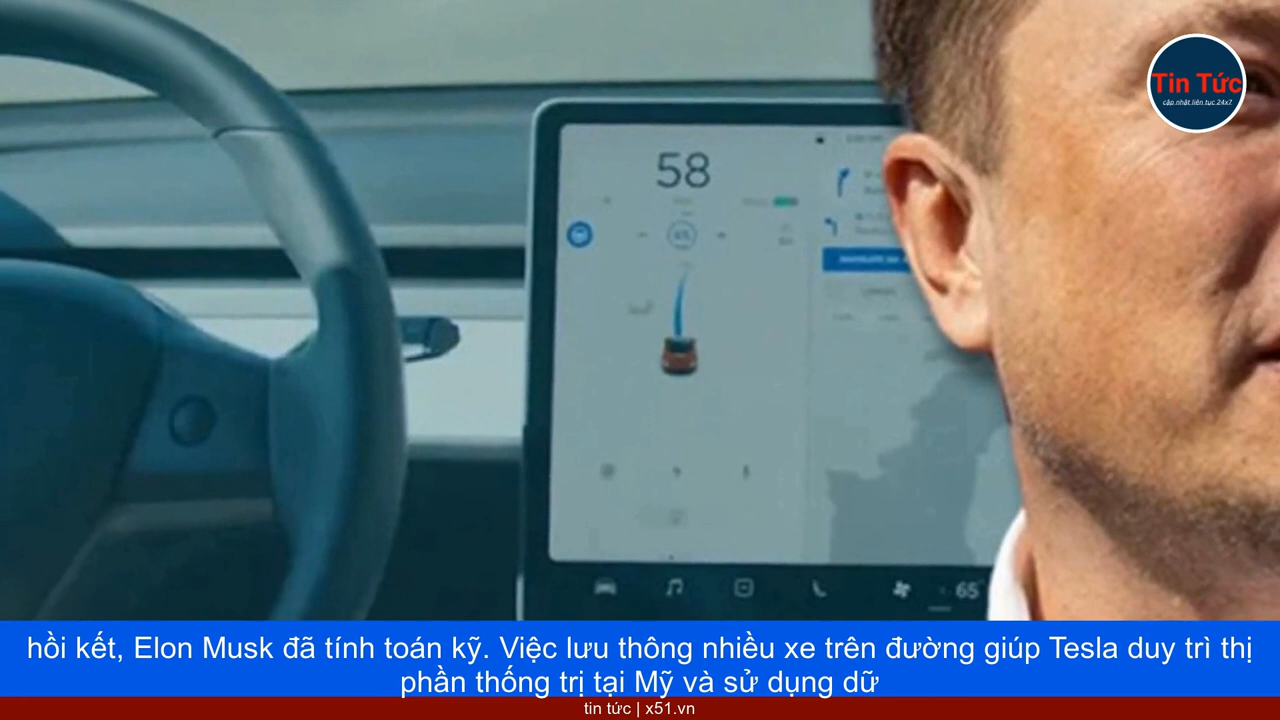 Tin Tức
cập nhật liên tục 24x7
58
65
hồi kết, Elon Musk đã tính toán kỹ. Việc lưu thông nhiều xe trên đường giúp Tesla duy trì thị
phần thống trị tại Mỹ và sử dụng dữ
tin tức | x51.vn